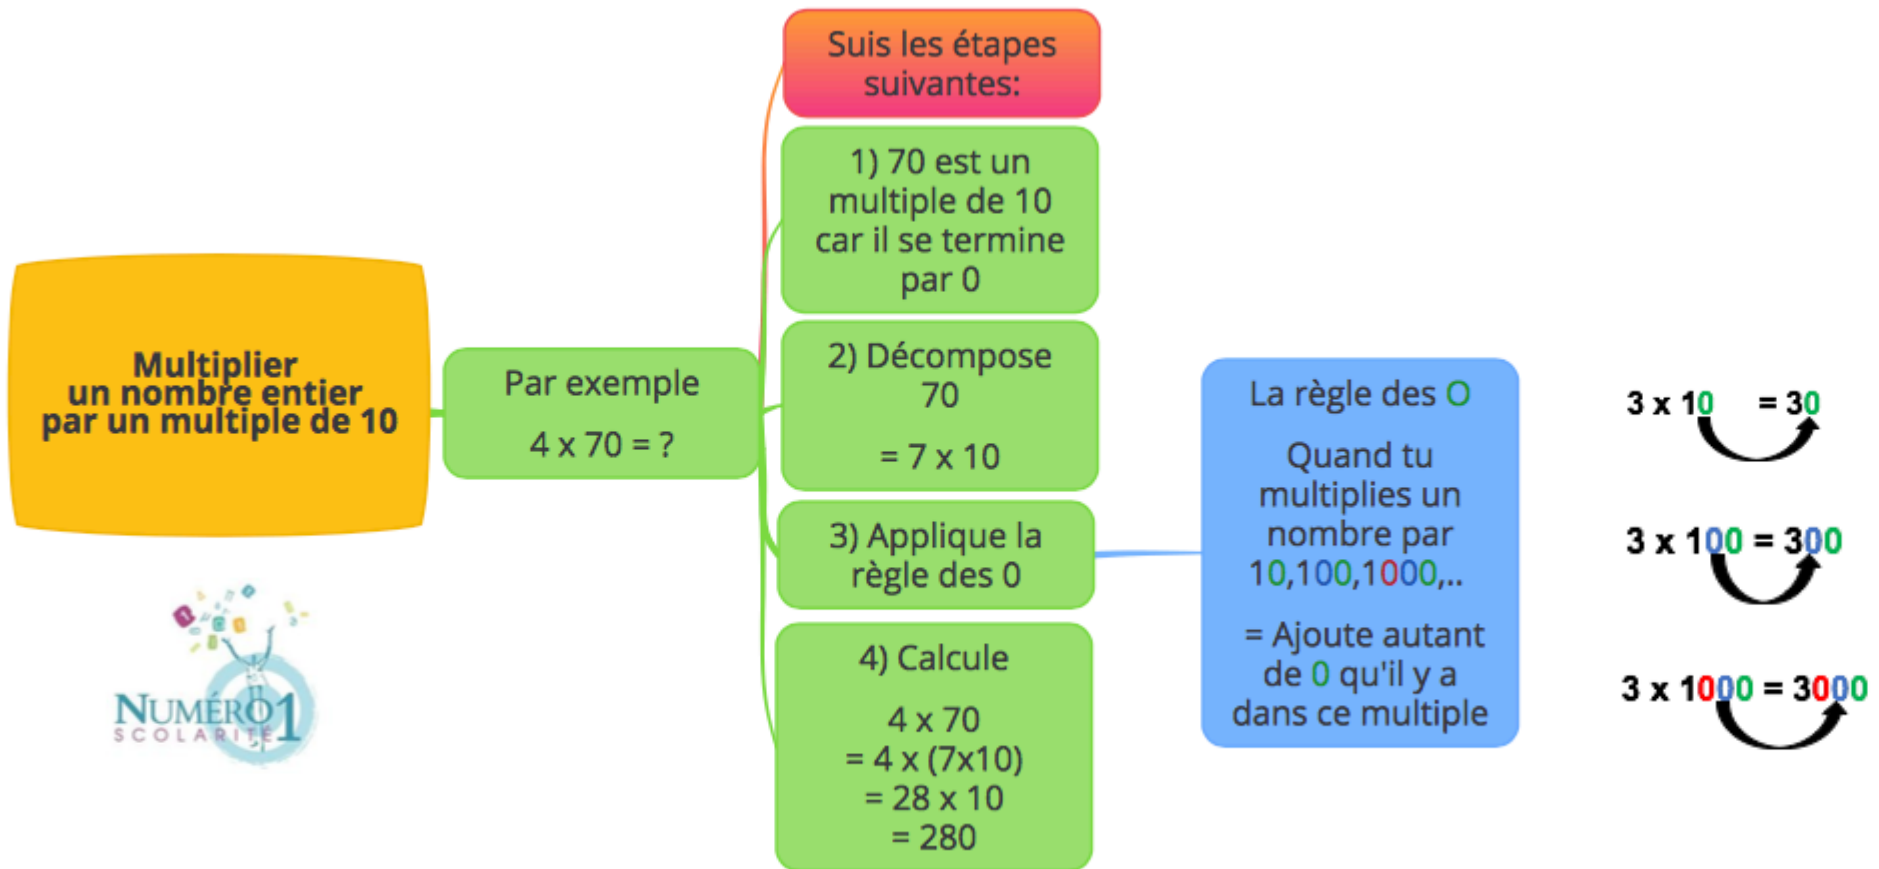 Multiplier
un nombre entier
par un multiple de 10
Par exemple
4 x 70 = ?
Suis les étapes
suivantes:
1) 70 est un
multiple de 10
car il se termine
par 0
2) Décompose
70
= 7 x 10
3) Applique la
règle des 0
4) Calcule
4 x 70
= 4 x (7x10)
= 28 x 10
= 280
La règle des O
Quand tu
multiplies un
nombre par
10,100,1000,..
= Ajoute autant
de 0 qu'il y a
dans ce multiple
3 x 10 = 30
3 x 100 = 300
3 x 1000 = 3000
NUMÉRO1
SCOLARITÉ